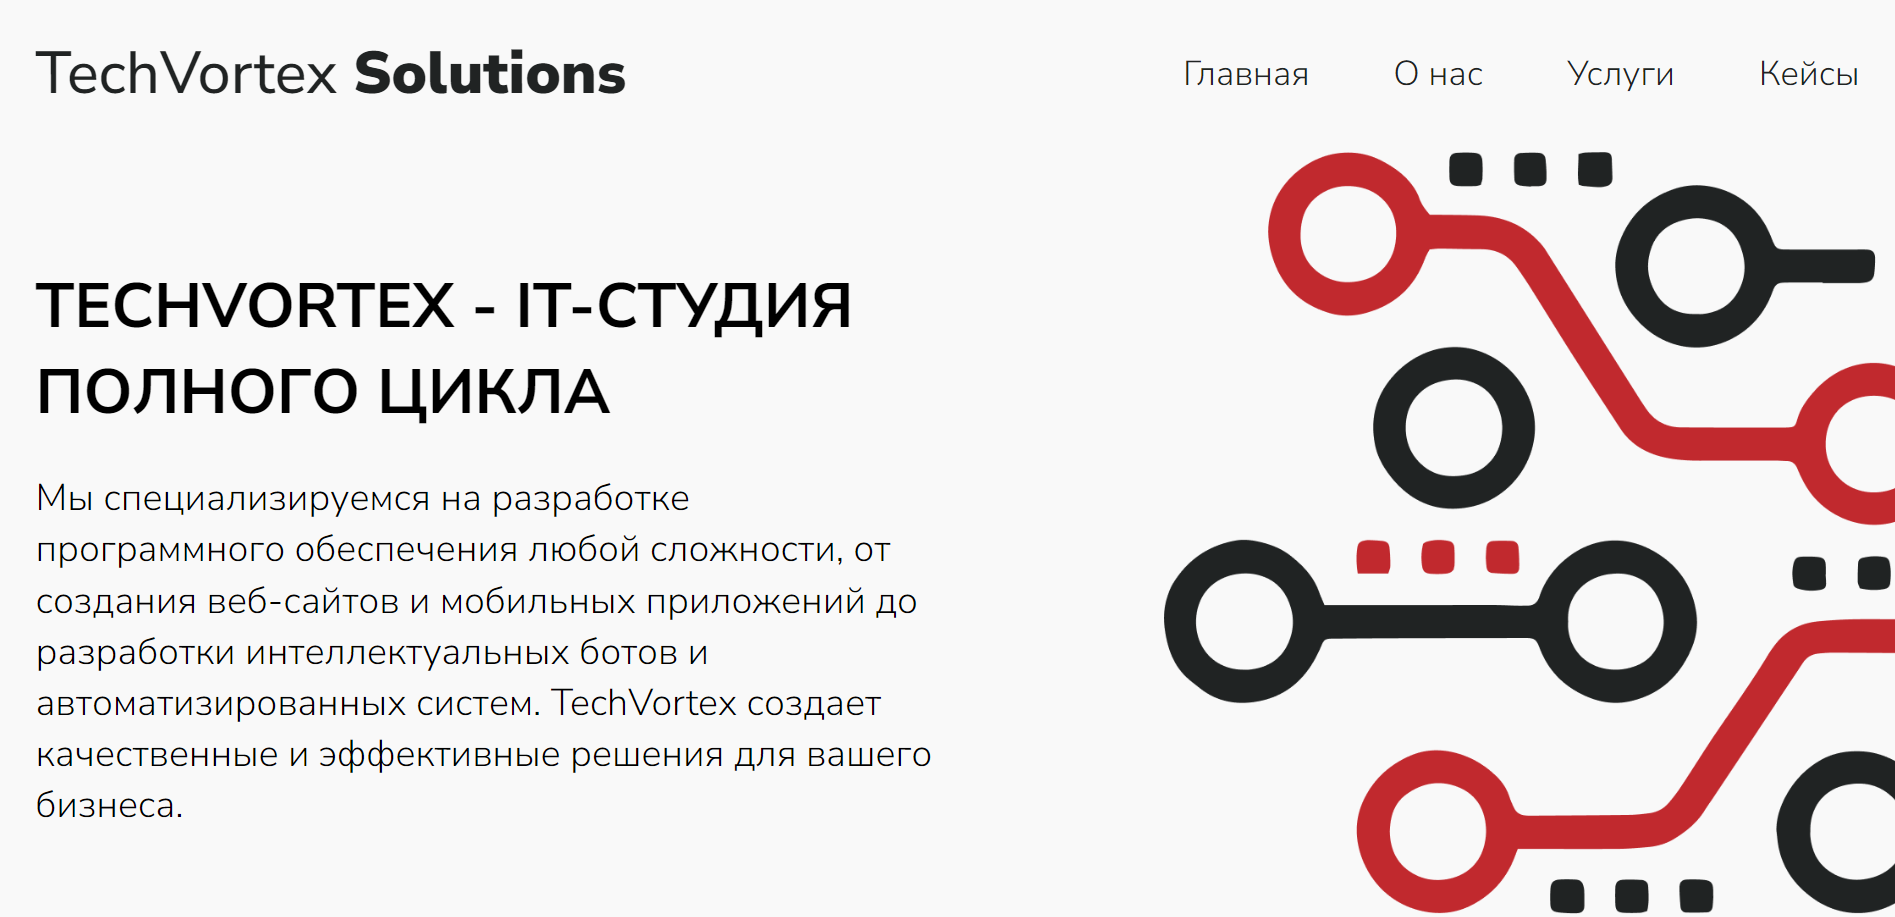 TechVortex Solutions
Главная О нас Услуги Кейсы
TECHVORTEX - IT-СТУДИЯ
ПОЛНОГО ЦИКЛА
Мы специализируемся на разработке
программного обеспечения любой сложности, от
создания веб-сайтов и мобильных приложений до
разработки интеллектуальных ботов и
автоматизированных систем. TechVortex создает
качественные и эффективные решения для вашего
бизнеса.